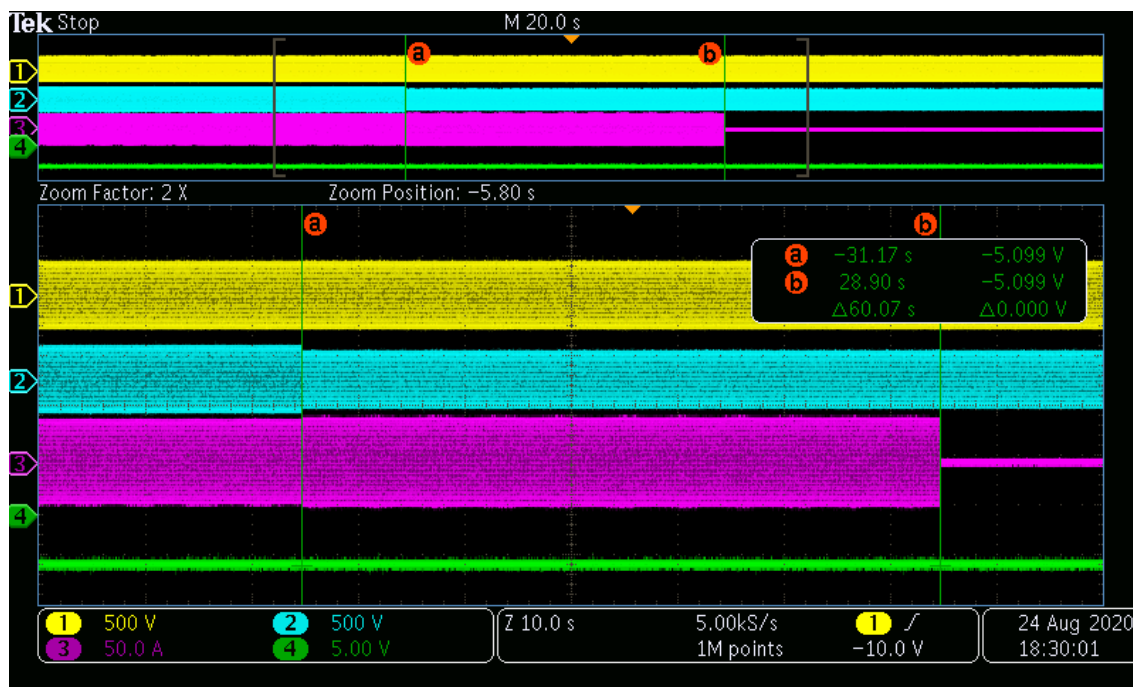 Tek Stop M 20.0 s
a b
1
2
3
4
Zoom Factor: 2 X Zoom Position: −5.80 s
a b
a −31.17 s −5.099 V
b 28.90 s −5.099 V
△60.07 s △0.000 V
1
2
3
4
1 500 V 2 500 V Z 10.0 s 5.00kS/s 1 24 Aug 2020
3 50.0 A 4 5.00 V 1M points −10.0 V 18:30:01